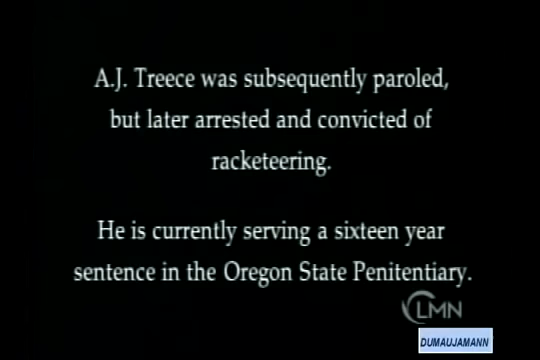 A.J. Treece was subsequently paroled,
but later arrested and convicted of
racketeering.
He is currently serving a sixteen year
sentence in the Oregon State Penitentiary.
LMN
DUMAUJAMANN